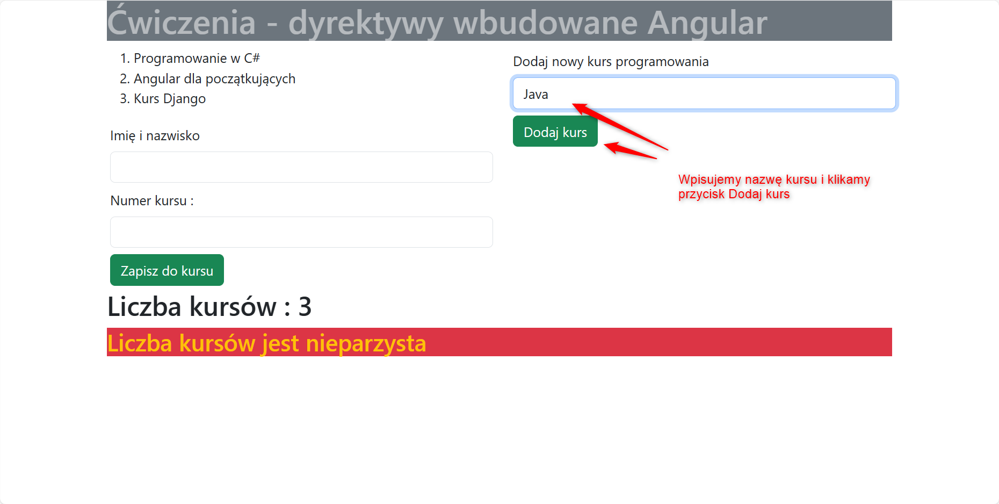 Ćwiczenia - dyrektywy wbudowane Angular
1. Programowanie w C#
2. Angular dla początkujących
3. Kurs Django
Imię i nazwisko
Numer kursu :
Zapisz do kursu
Dodaj nowy kurs programowania
Java
Dodaj kurs
Wpisujemy nazwę kursu i klikamy
przycisk Dodaj kurs
Liczba kursów : 3
Liczba kursów jest nieparzysta